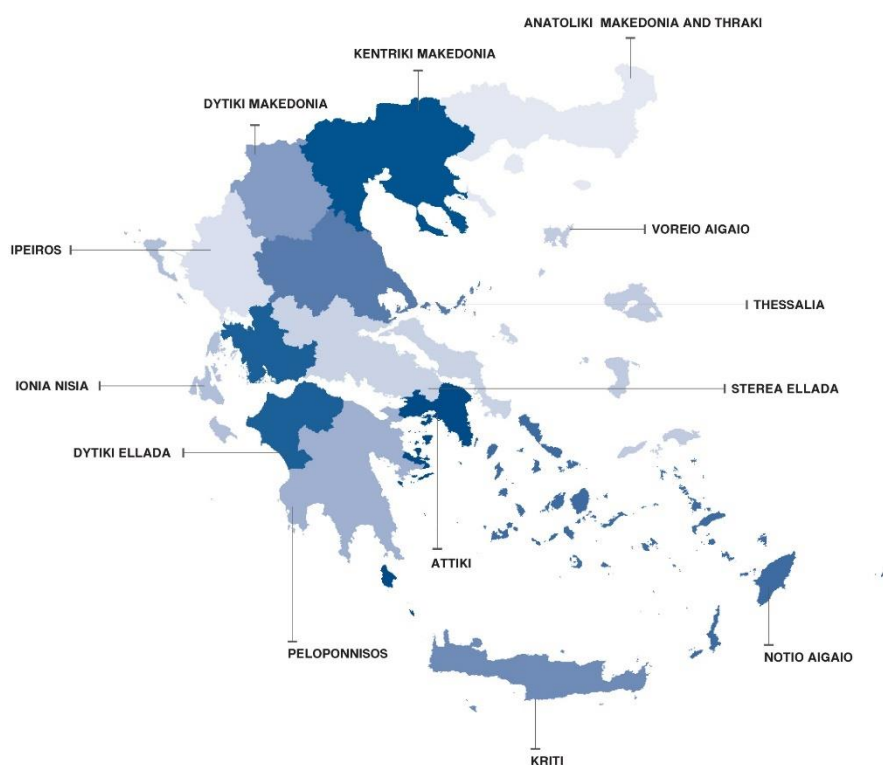 ANATOLIKI MAKEDONIA AND THRAKI
KENTRIKI MAKEDONIA
DYTIKI MAKEDONIA
VOREIO AIGAIO
IPEIROS
THESSALIA
IONIA NISIA
STEREA ELLADA
DYTIKI ELLADA
ATTIKI
PELOPONNISOS
NOTIO AIGAIO
KRITI